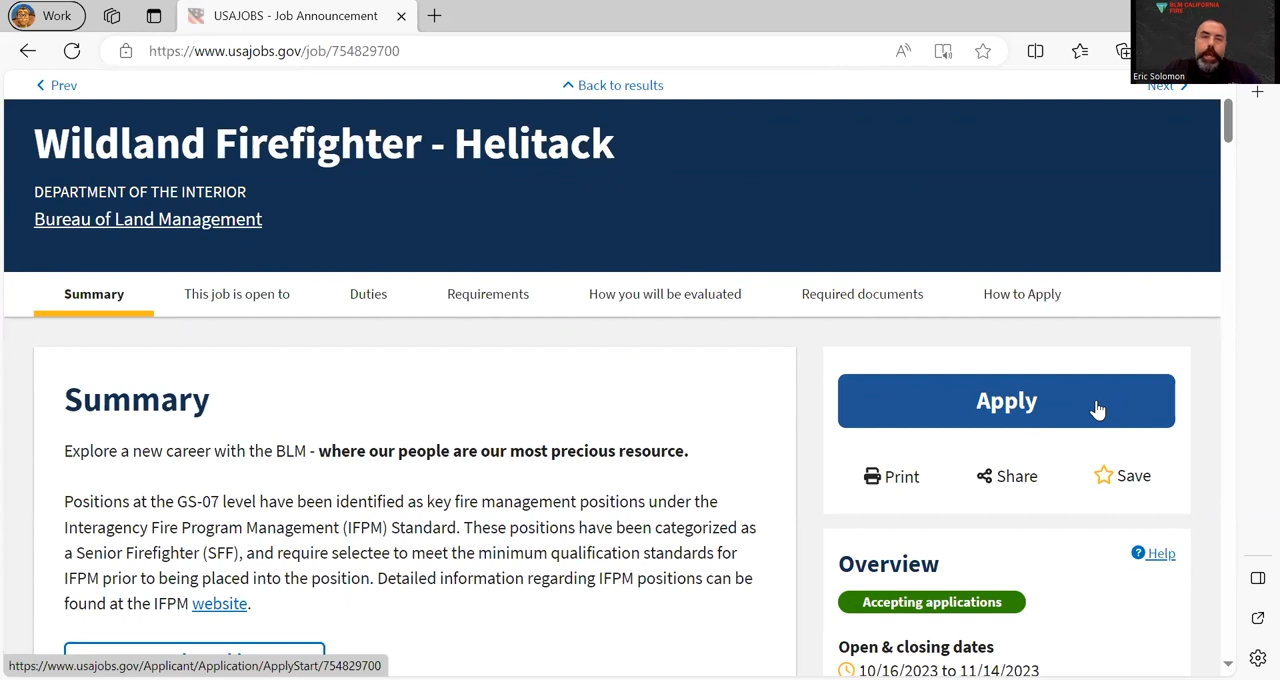 Work
USAJOBS - Job Announcement
https://www.usajobs.gov/job/754829700
BLM CALIFORNIA
FIRE
Eric Solomon
Prev
Back to results
Next
Wildland Firefighter - Helitack
DEPARTMENT OF THE INTERIOR
Bureau of Land Management
Summary
This job is open to
Duties
Requirements
How you will be evaluated
Required documents
How to Apply
Summary
Explore a new career with the BLM - where our people are our most precious resource.
Positions at the GS-07 level have been identified as key fire management positions under the
Interagency Fire Program Management (IFPM) Standard. These positions have been categorized as
a Senior Firefighter (SFF), and require selectee to meet the minimum qualification standards for
IFPM prior to being placed into the position. Detailed information regarding IFPM positions can be
found at the IFPM website.
Apply
Print
Share
Save
Overview
Help
Accepting applications
Open & closing dates
10/16/2023 to 11/14/2023
https://www.usajobs.gov/Applicant/Application/ApplyStart/754829700